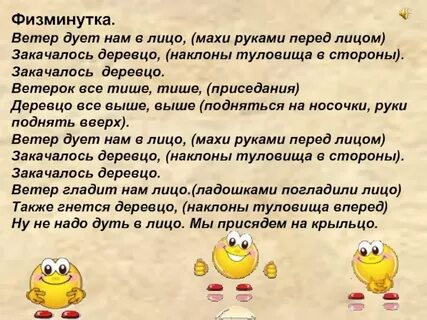 Физминутка.
Ветер дует нам в лицо, (махи руками перед лицом)
Закачалось деревцо, (наклоны туловища в стороны).
Закачалось деревцо.
Ветерок все тише, тише, (приседания)
Деревцо все выше, выше (подняться на носочки, руки
поднять вверх).
Ветер дует нам в лицо, (махи руками перед лицом)
Закачалось деревцо, (наклоны туловища в стороны).
Закачалось деревцо.
Ветер гладит нам лицо.(ладошками погладили лицо)
Также гнется деревцо, (наклоны туловища вперед)
Ну не надо дуть в лицо. Мы присядем на крыльцо.